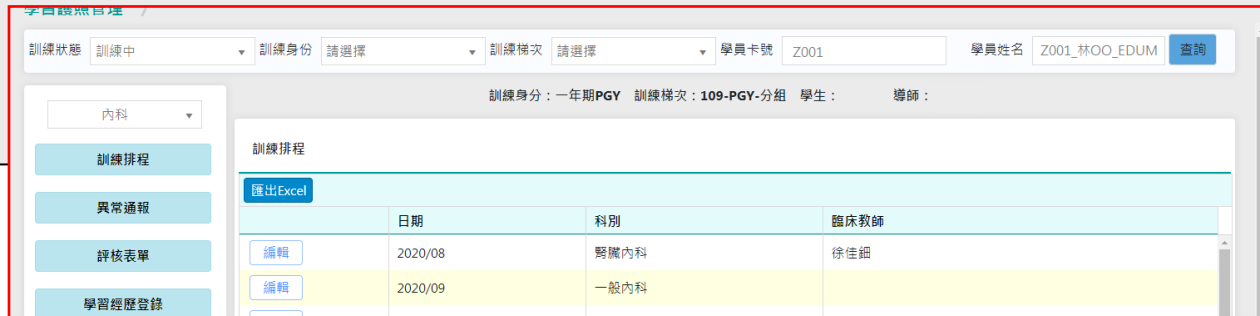 學員護照管理 /
訓練狀態 訓練中 訓練身份 請選擇 訓練梯次 請選擇 學員卡號 Z001 學員姓名 Z001_林OO_EDUM 查詢
訓練身分：一年期PGY 訓練梯次：109-PGY-分組 學生： 導師：
內科
訓練排程
異常通報
評核表單
學習經歷登錄
訓練排程
匯出Excel
日期 科別 臨床教師
編輯 2020/08 腎臟內科 徐佳鈿
編輯 2020/09 一般內科